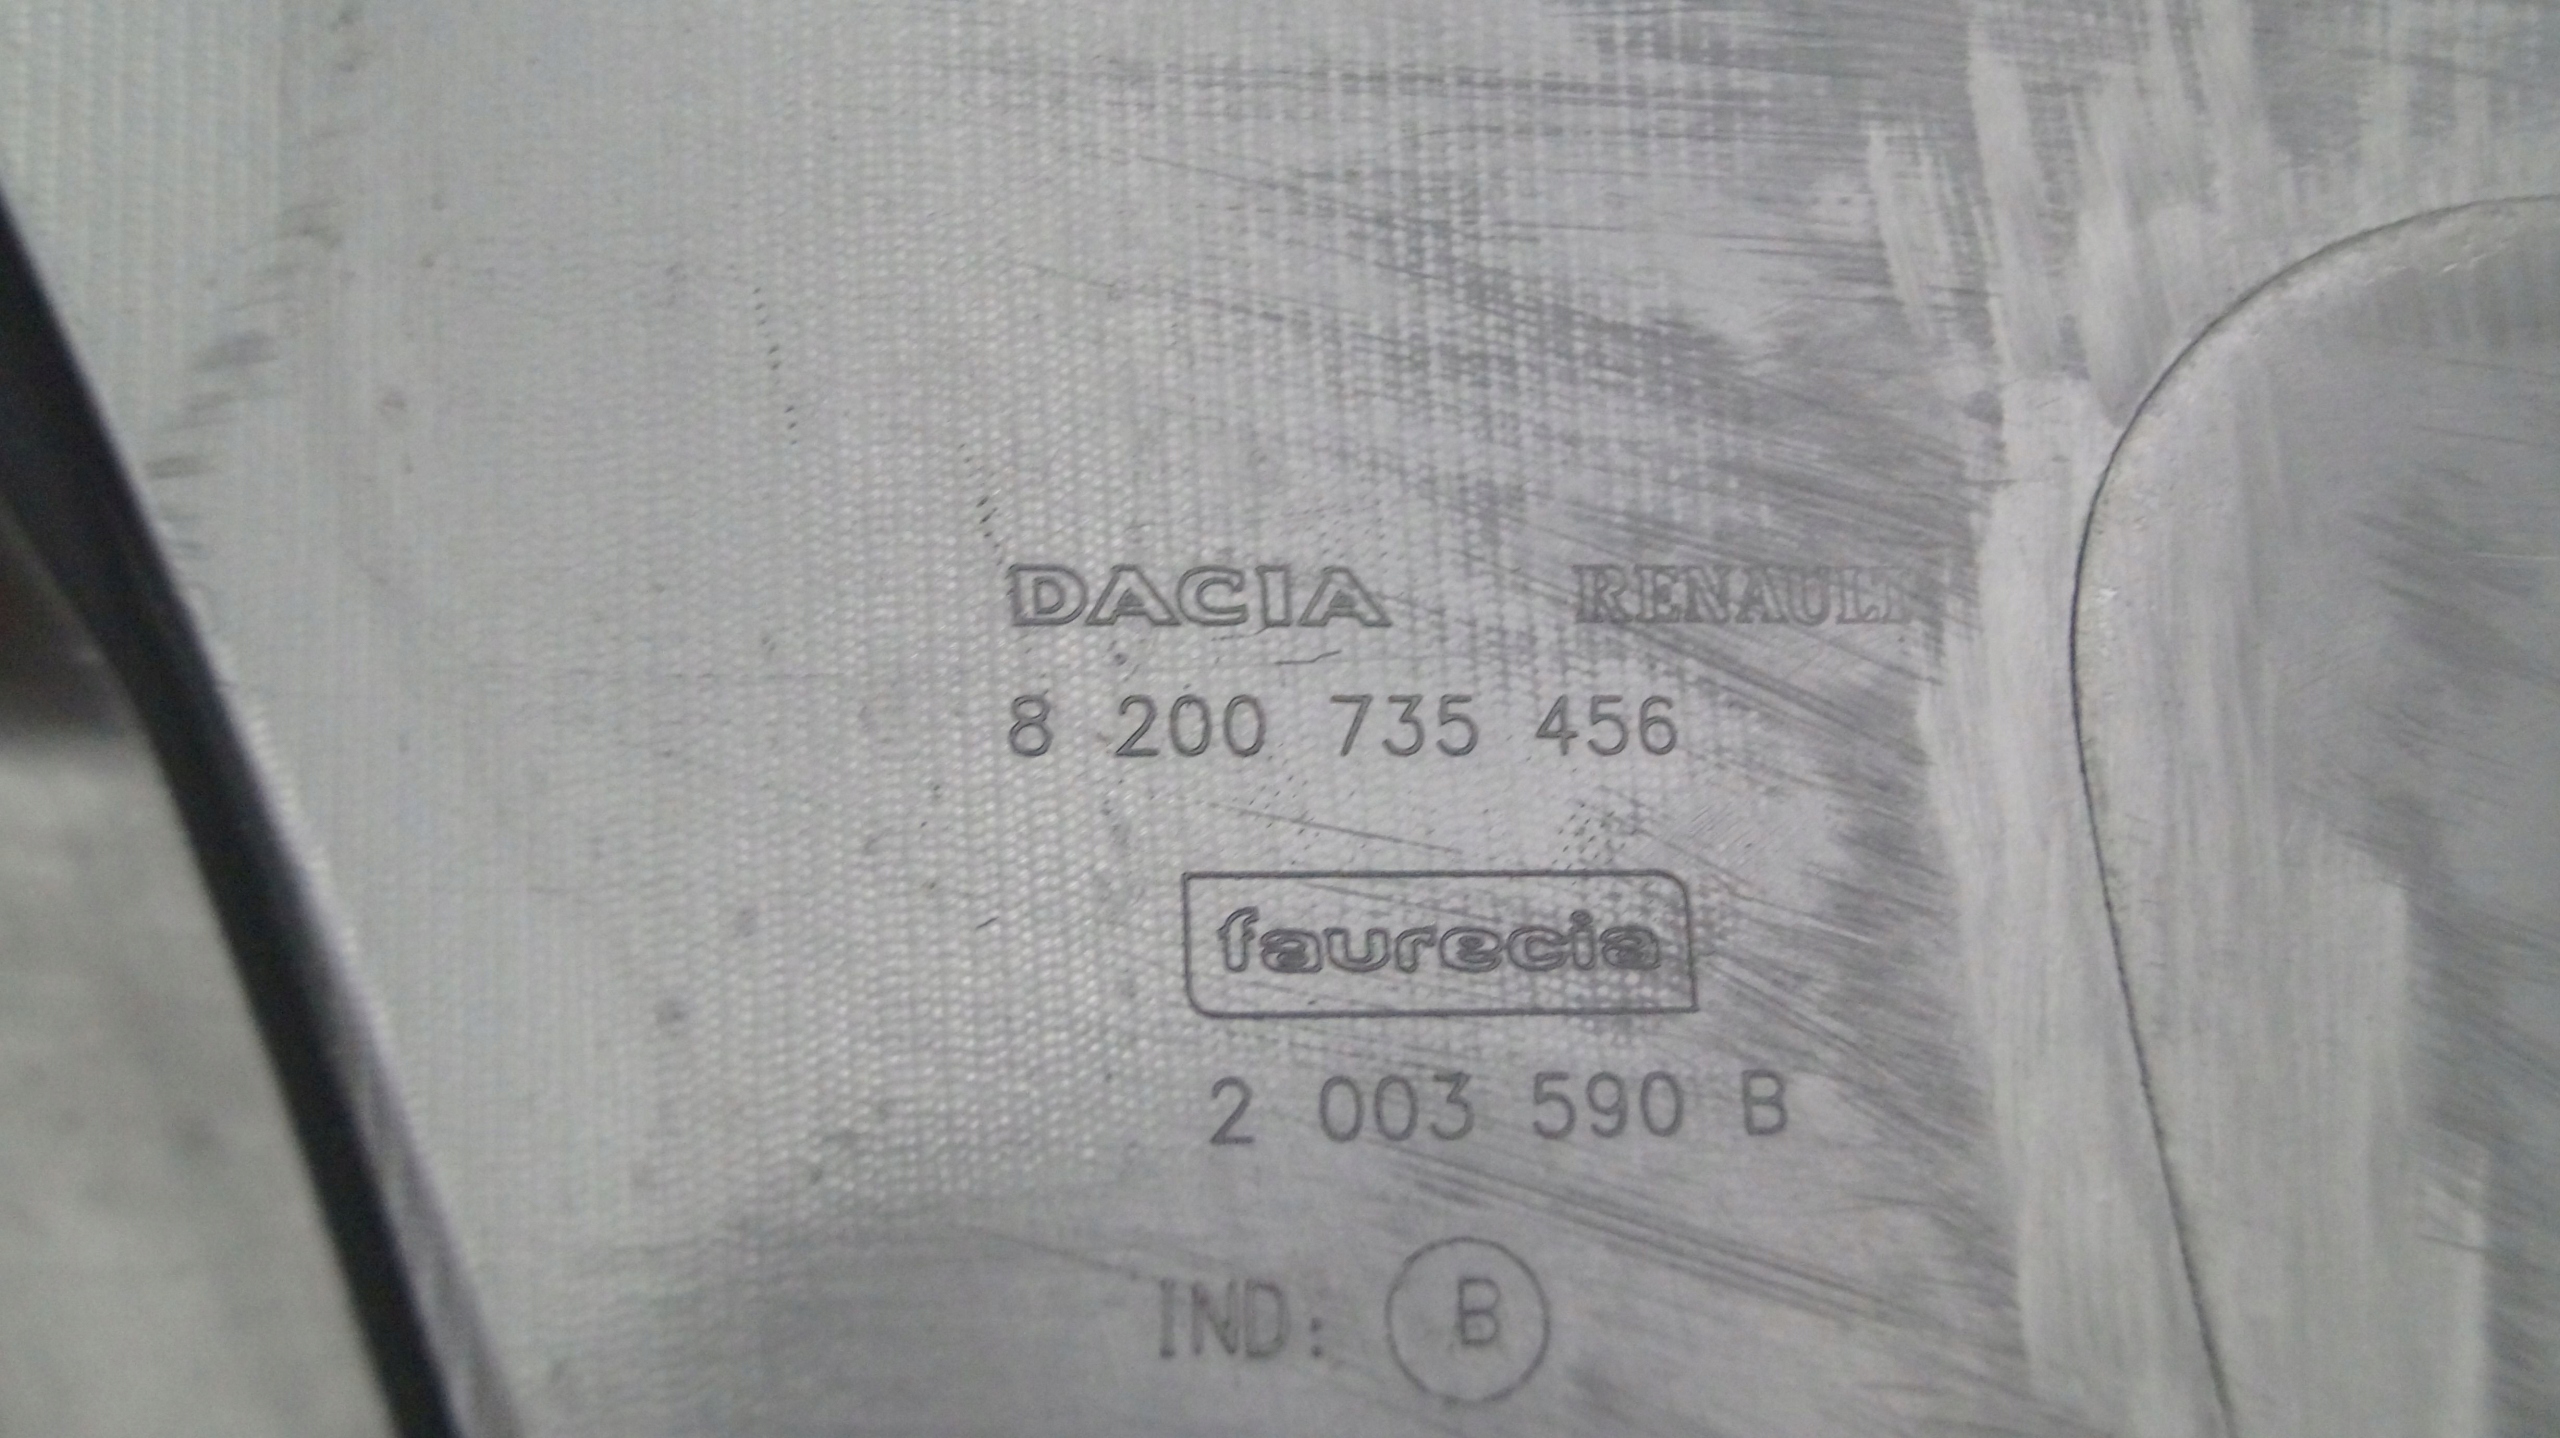 DACIA RENAULT
8 200 735 456
faurecia
2 003 590 B
IND: B